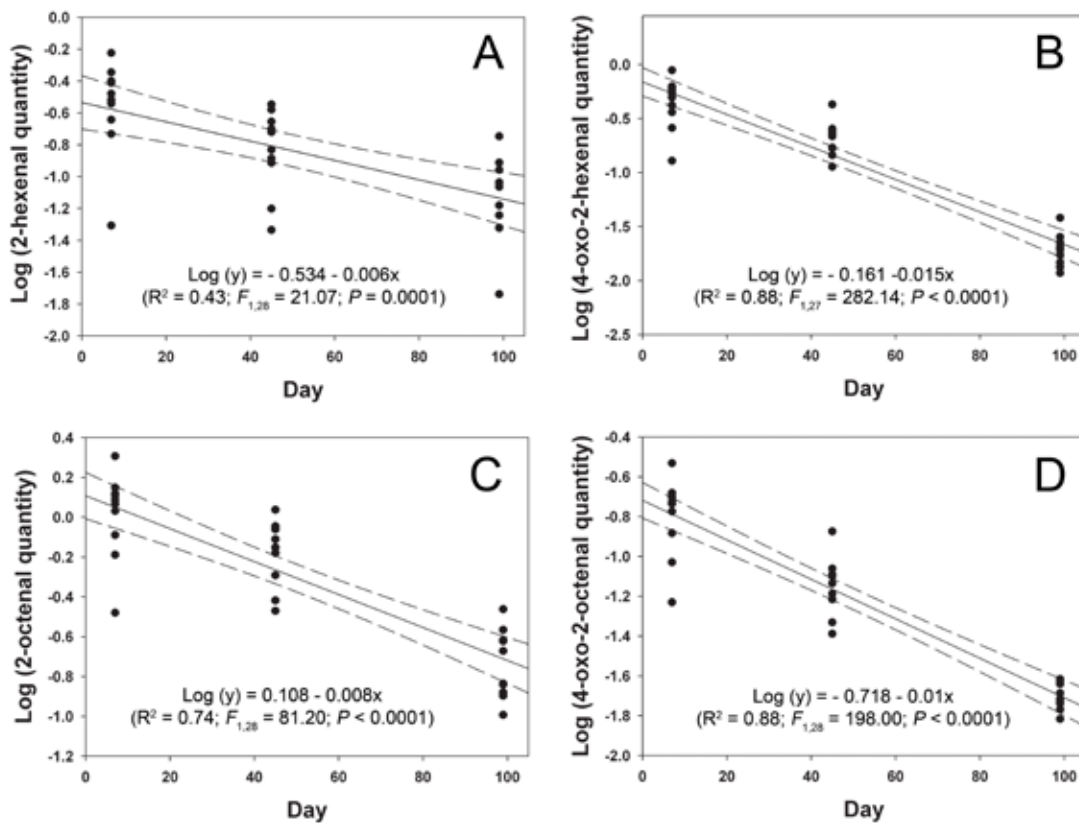 A
Log (2-hexenal quantity)
0.0
-0.2
-0.4
-0.6
-0.8
-1.0
-1.2
-1.4
-1.6
-1.8
-2.0
Log (y) = - 0.534 - 0.006x
(R² = 0.43; F1,28 = 21.07; P = 0.0001)
0 20 40 60 80 100
Day
B
Log (4-oxo-2-hexenal quantity)
0.0
-0.5
-1.0
-1.5
-2.0
-2.5
Log (y) = - 0.161 -0.015x
(R² = 0.88; F1,27 = 282.14; P < 0.0001)
0 20 40 60 80 100
Day
C
Log (2-octenal quantity)
0.4
0.2
0.0
-0.2
-0.4
-0.6
-0.8
-1.0
-1.2
Log (y) = 0.108 - 0.008x
(R² = 0.74; F1,28 = 81.20; P < 0.0001)
0 20 40 60 80 100
Day
D
Log (4-oxo-2-octenal quantity)
-0.4
-0.6
-0.8
-1.0
-1.2
-1.4
-1.6
-1.8
-2.0
Log (y) = - 0.718 - 0.01x
(R² = 0.88; F1,28 = 198.00; P < 0.0001)
0 20 40 60 80 100
Day